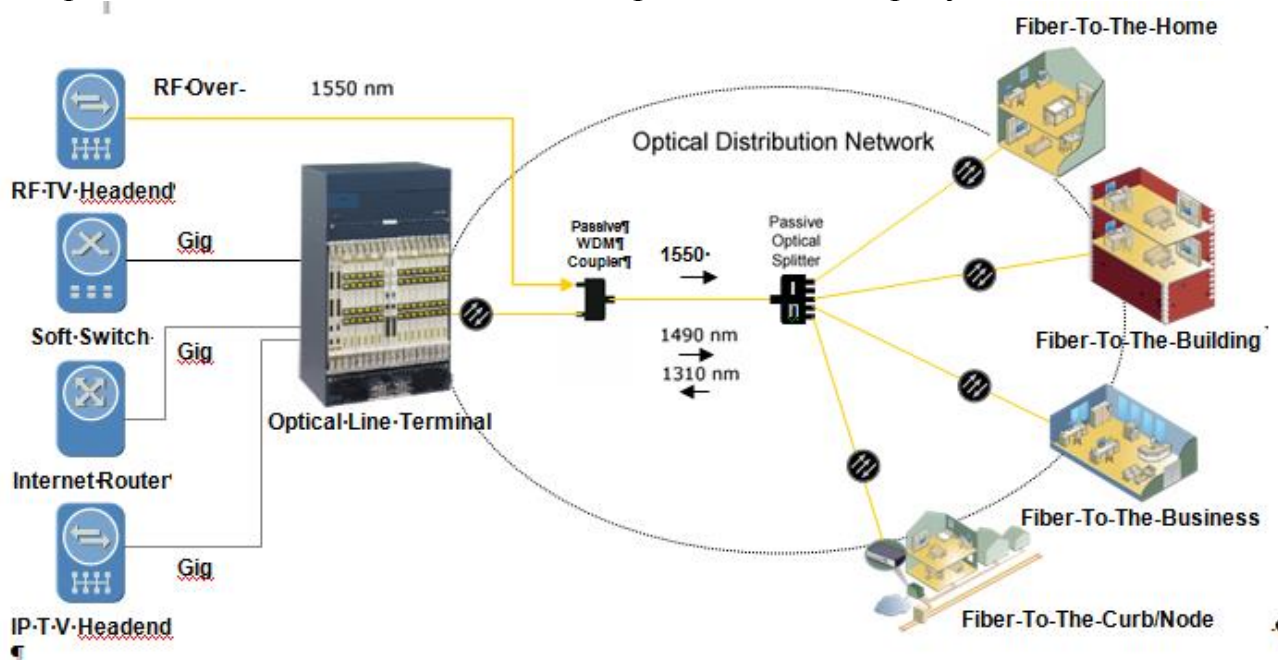 Fiber-To-The-Home
RF·Over- 1550 nm
Optical Distribution Network
RF·TV·Headend
Gig
Passive¶
WDM¶
Coupler¶
1550·
Passive
Optical
Splitter
Soft·Switch·
Gig
1490 nm
1310 nm
Fiber-To-The-Building
Optical·Line·Terminal
Internet·Router
Fiber-To-The-Business
Gig
IP·T·V·Headend
¶
Fiber-To-The-Curb/Node